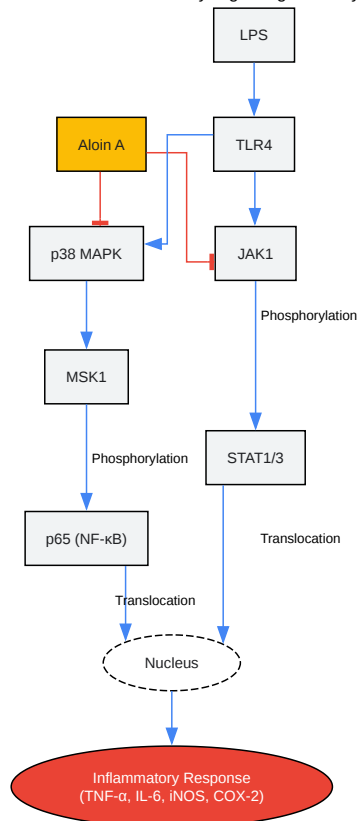 LPS
Aloin A
TLR4
p38 MAPK
JAK1
Phosphorylation
MSK1
Phosphorylation
STAT1/3
p65 (NF-κB)
Translocation
Translocation
Nucleus
Inflammatory Response
(TNF-α, IL-6, iNOS, COX-2)